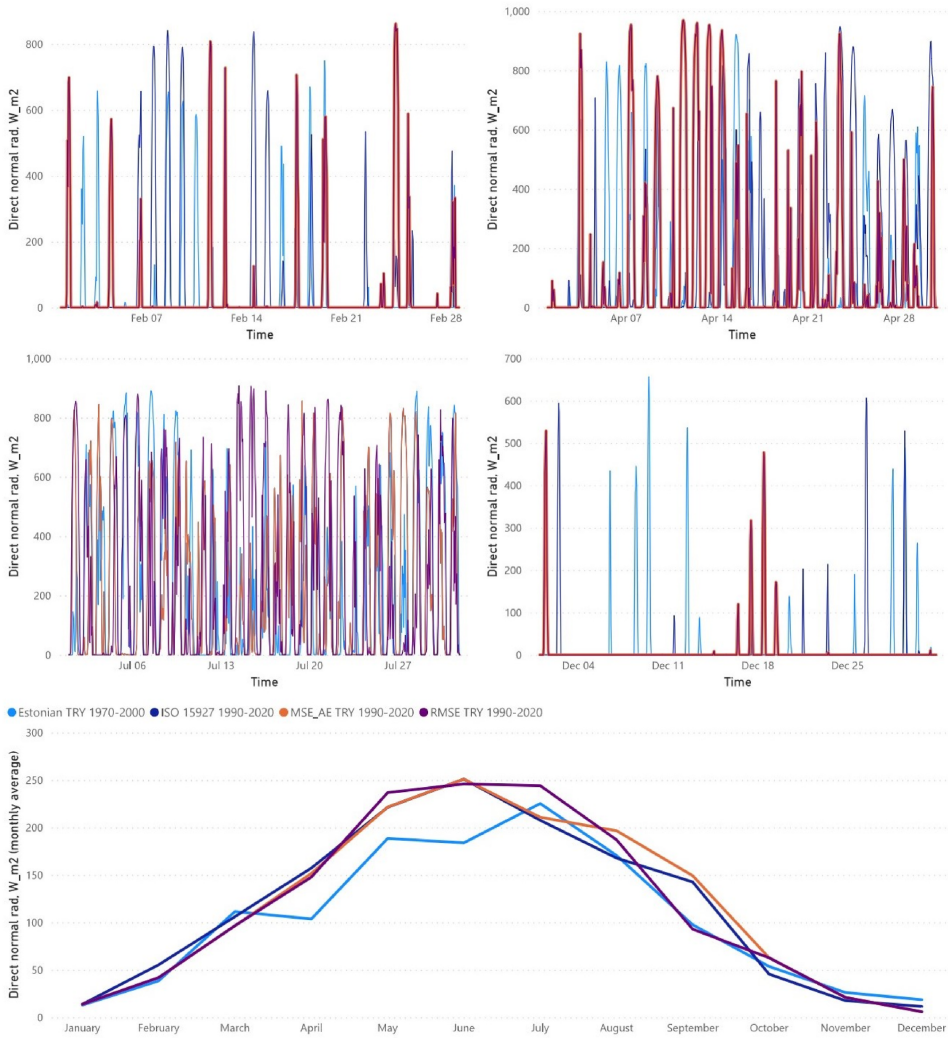 Direct normal rad, W_m2
800
600
400
200
0
Feb 07 Feb 14 Feb 21 Feb 28
Time
Direct normal rad, W_m2
1,000
800
600
400
200
0
Apr 07 Apr 14 Apr 21 Apr 28
Time
Direct normal rad, W_m2
1,000
800
600
400
200
0
Jul 06 Jul 13 Jul 20 Jul 27
Time
Direct normal rad, W_m2
700
600
500
400
300
200
100
0
Dec 04 Dec 11 Dec 18 Dec 25
Time
Estonian TRY 1970-2000 ISO 15927 1990-2020 MSE_AE TRY 1990-2020 RMSE TRY 1990-2020
Direct normal rad, W_m2 (monthly average)
300
250
200
150
100
50
0
January February March April May June July August September October November December